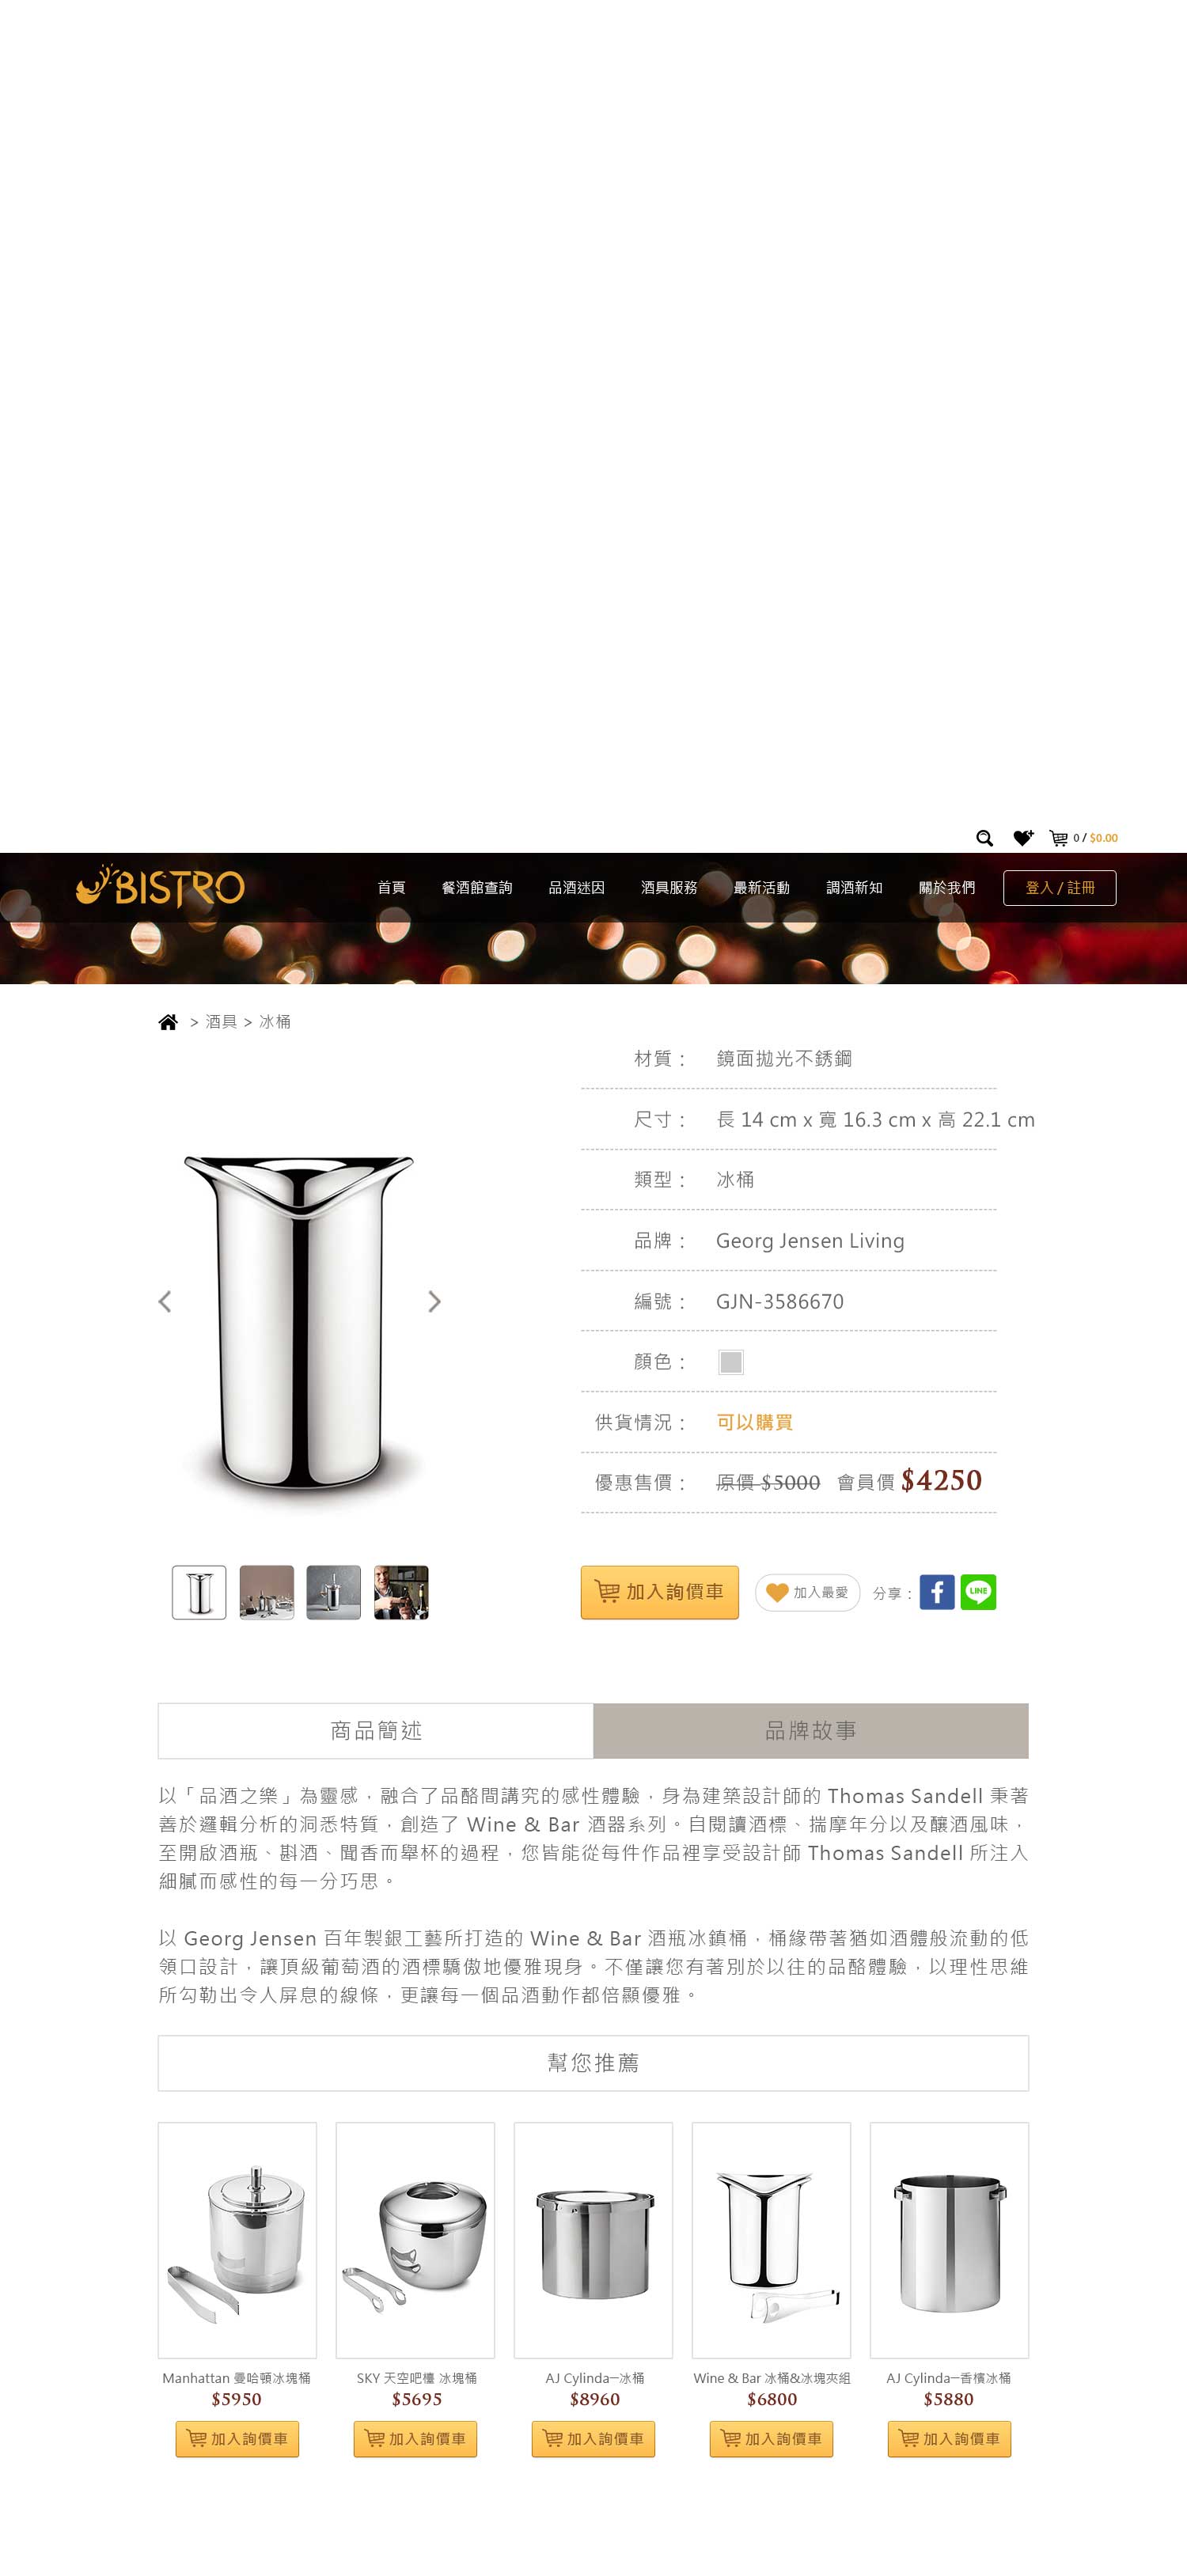 0 / $0.00
BISTRO
首頁 餐酒館查詢 品酒迷因 酒具服務 最新活動 調酒新知 關於我們 登入 / 註冊
> 酒具 > 冰桶
材質： 鏡面拋光不銹鋼
尺寸： 長 14 cm x 寬 16.3 cm x 高 22.1 cm
類型： 冰桶
品牌： Georg Jensen Living
編號： GJN-3586670
顏色：
供貨情況： 可以購買
優惠售價： 原價 $5000 會員價 $4250
加入詢價車 加入最愛 分享： f LINE
商品簡述 品牌故事
以「品酒之樂」為靈感，融合了品酩間講究的感性體驗，身為建築設計師的 Thomas Sandell 秉著
善於邏輯分析的洞悉特質，創造了 Wine & Bar 酒器系列。自閱讀酒標、揣摩年分以及釀酒風味，
至開啟酒瓶、斟酒、聞香而舉杯的過程，您皆能從每件作品裡享受設計師 Thomas Sandell 所注入
細膩而感性的每一分巧思。
以 Georg Jensen 百年製銀工藝所打造的 Wine & Bar 酒瓶冰鎮桶，桶緣帶著猶如酒體般流動的低
領口設計，讓頂級葡萄酒的酒標驕傲地優雅現身。不僅讓您有著別於以往的品酩體驗，以理性思維
所勾勒出令人屏息的線條，更讓每一個品酒動作都倍顯優雅。
幫您推薦
Manhattan 曼哈頓冰塊桶 SKY 天空吧檯 冰塊桶 AJ Cylinda—冰桶 Wine & Bar 冰桶&冰塊夾組 AJ Cylinda—香檳冰桶
$5950 $5695 $8960 $6800 $5880
加入詢價車 加入詢價車 加入詢價車 加入詢價車 加入詢價車